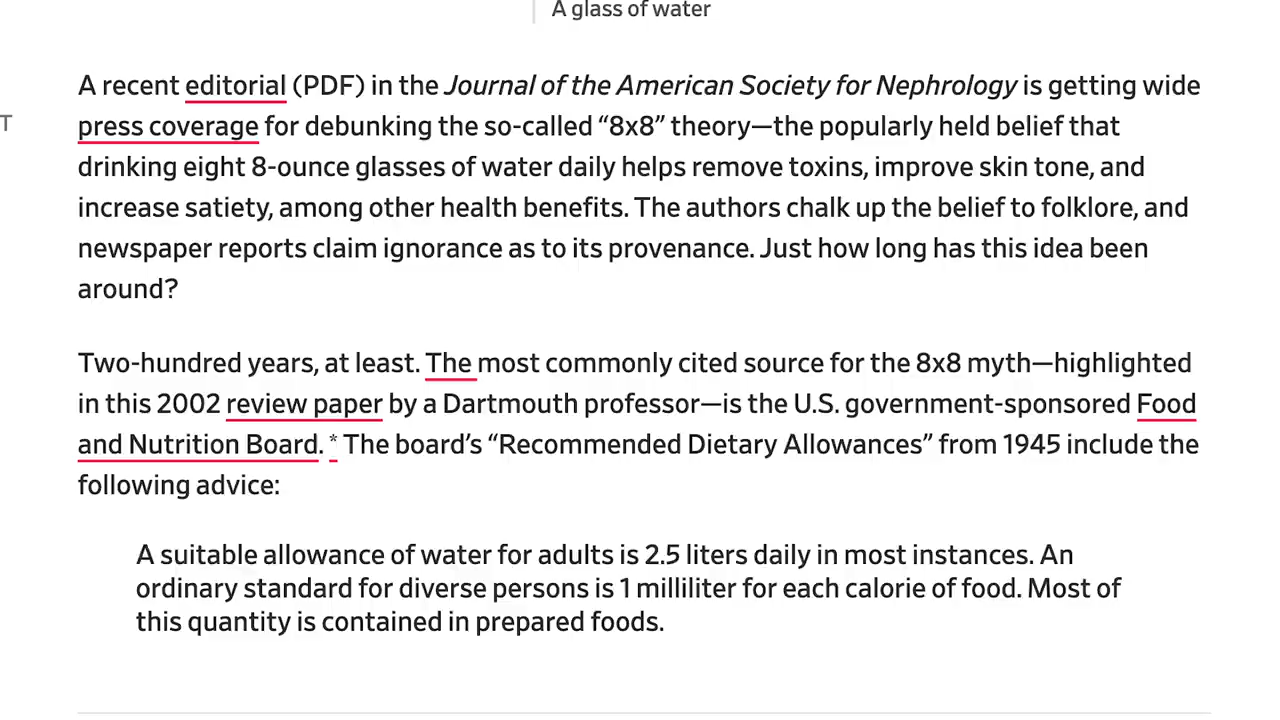 A glass of water
A recent editorial (PDF) in the Journal of the American Society for Nephrology is getting wide
T
press coverage for debunking the so-called “8x8” theory—the popularly held belief that
drinking eight 8-ounce glasses of water daily helps remove toxins, improve skin tone, and
increase satiety, among other health benefits. The authors chalk up the belief to folklore, and
newspaper reports claim ignorance as to its provenance. Just how long has this idea been
around?
Two-hundred years, at least. The most commonly cited source for the 8x8 myth—highlighted
in this 2002 review paper by a Dartmouth professor—is the U.S. government-sponsored Food
and Nutrition Board. * The board’s “Recommended Dietary Allowances” from 1945 include the
following advice:
A suitable allowance of water for adults is 2.5 liters daily in most instances. An
ordinary standard for diverse persons is 1 milliliter for each calorie of food. Most of
this quantity is contained in prepared foods.